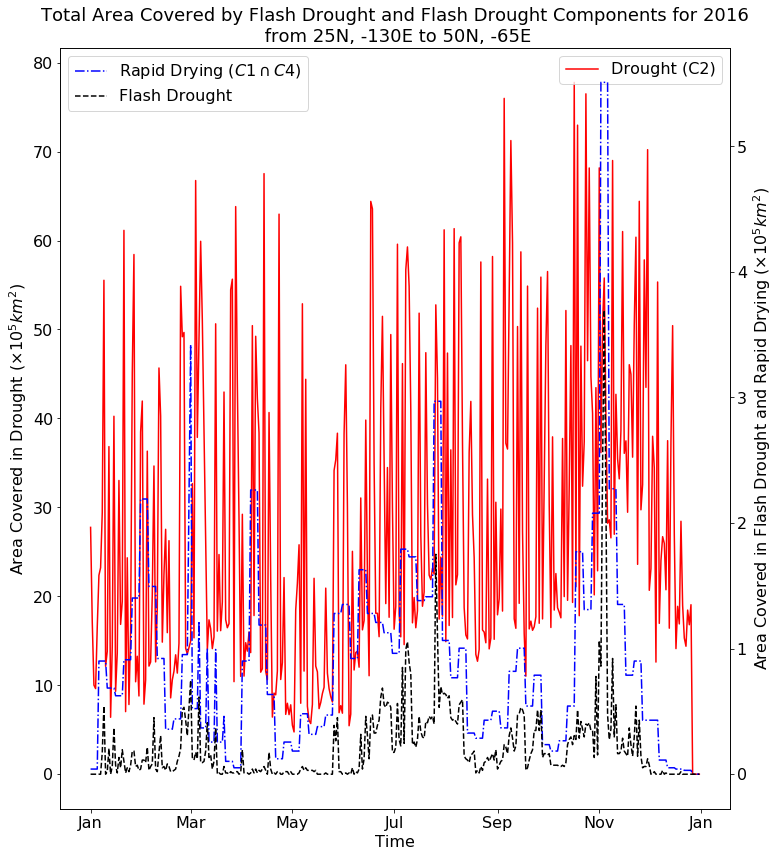 Total Area Covered by Flash Drought and Flash Drought Components for 2016
from 25N, -130E to 50N, -65E
Rapid Drying (C1 ∩ C4)
Flash Drought
Drought (C2)
Area Covered in Drought (×10⁵km²)
80
70
60
50
40
30
20
10
0
Area Covered in Flash Drought and Rapid Drying (×10⁵km²)
5
4
3
2
1
0
Jan Mar May Jul Sep Nov Jan
Time